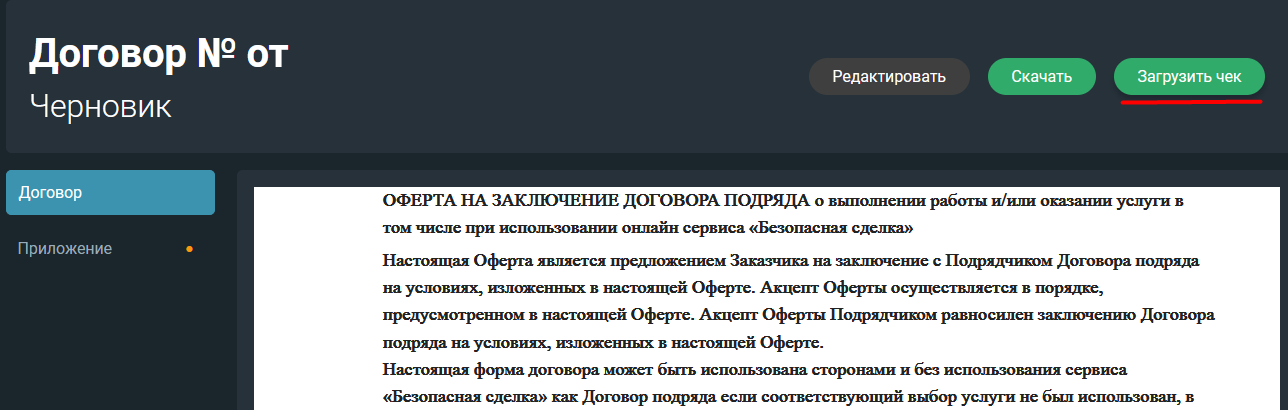 Договор № от
Черновик
Редактировать
Скачать
Загрузить чек
Договор
Приложение
ОФЕРТА НА ЗАКЛЮЧЕНИЕ ДОГОВОРА ПОДРЯДА о выполнении работы и/или оказании услуги в
том числе при использовании онлайн сервиса «Безопасная сделка»
Настоящая Оферта является предложением Заказчика на заключение с Подрядчиком Договора подряда
на условиях, изложенных в настоящей Оферте. Акцепт Оферты осуществляется в порядке,
предусмотренном в настоящей Оферте. Акцепт Оферты Подрядчиком равносилен заключению Договора
подряда на условиях, изложенных в настоящей Оферте.
Настоящая форма договора может быть использована сторонами и без использования сервиса
«Безопасная сделка» как Договор подряда если соответствующий выбор услуги не был использован, в